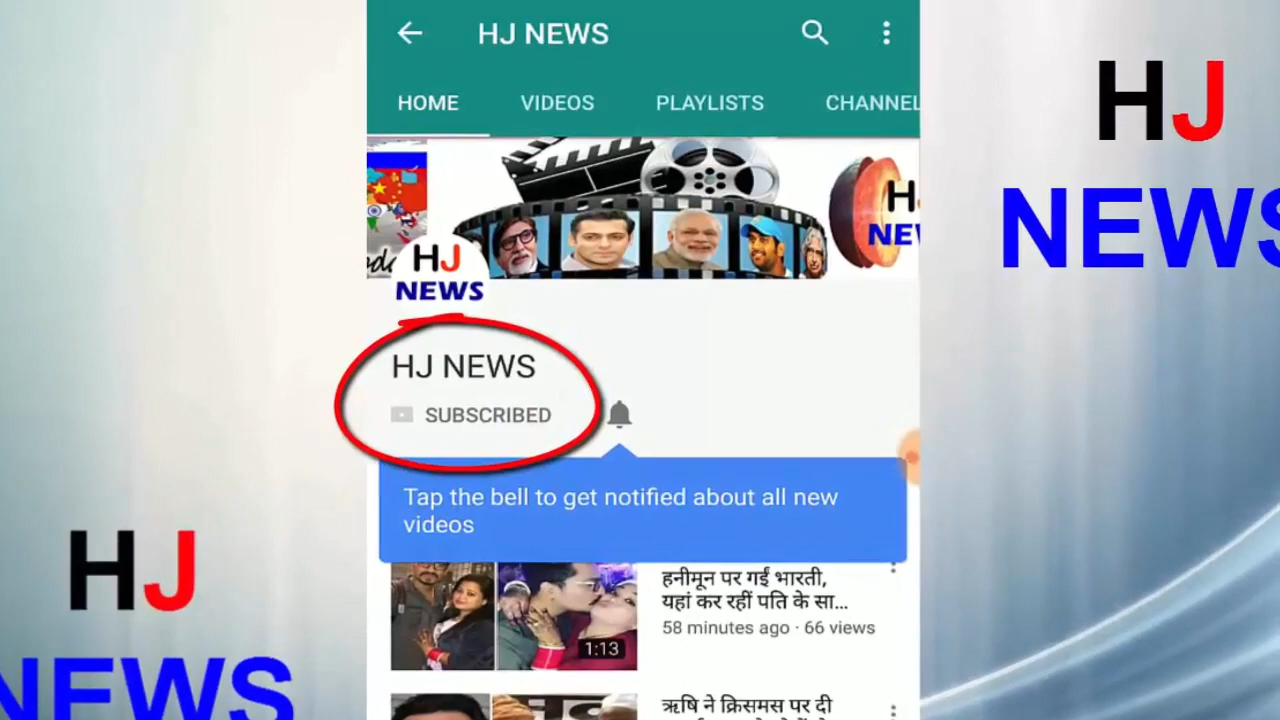 HJ NEWS
HOME VIDEOS PLAYLISTS CHANNEL
HJ
NEWS
HJ
NEWS
HJ NEWS
SUBSCRIBED
Tap the bell to get notified about all new
videos
हनीमून पर गईं भारती,
यहां कर रहीं पति के सा...
58 minutes ago · 66 views
1:13
ऋषि ने क्रिसमस पर दी
HJ
NEWS